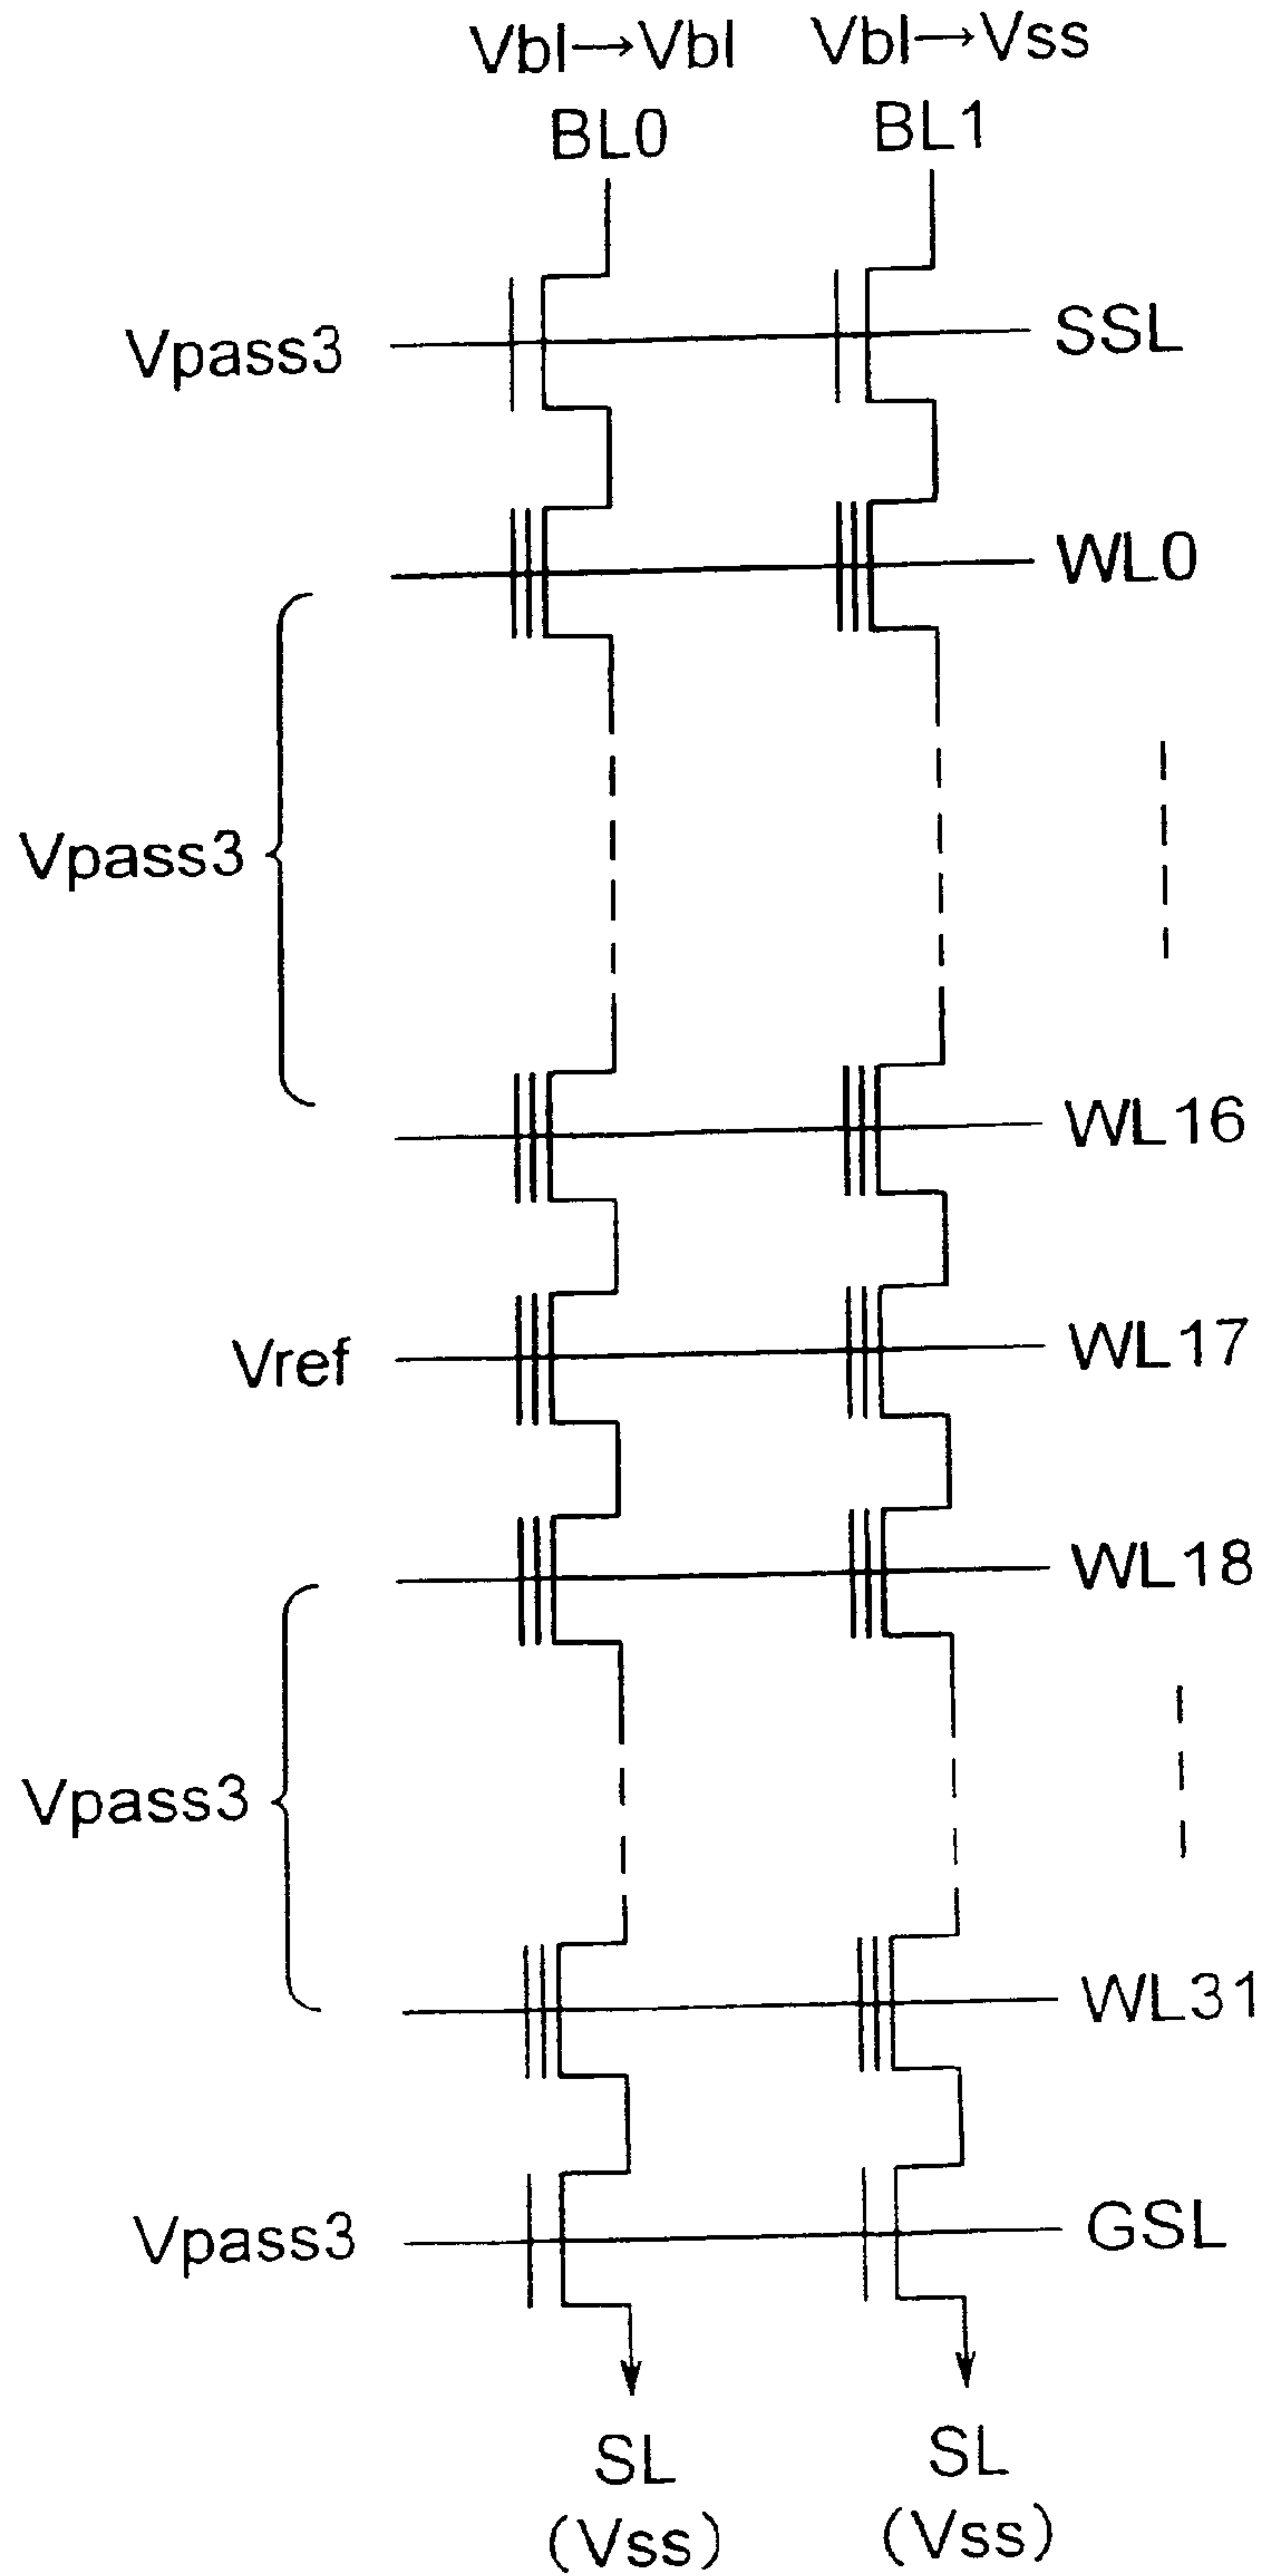 Vbl→Vbl Vbl→Vss
BL0 BL1
Vpass3 SSL
WL0
Vpass3
WL16
Vref WL17
WL18
Vpass3
WL31
Vpass3 GSL
SL SL
(Vss) (Vss)